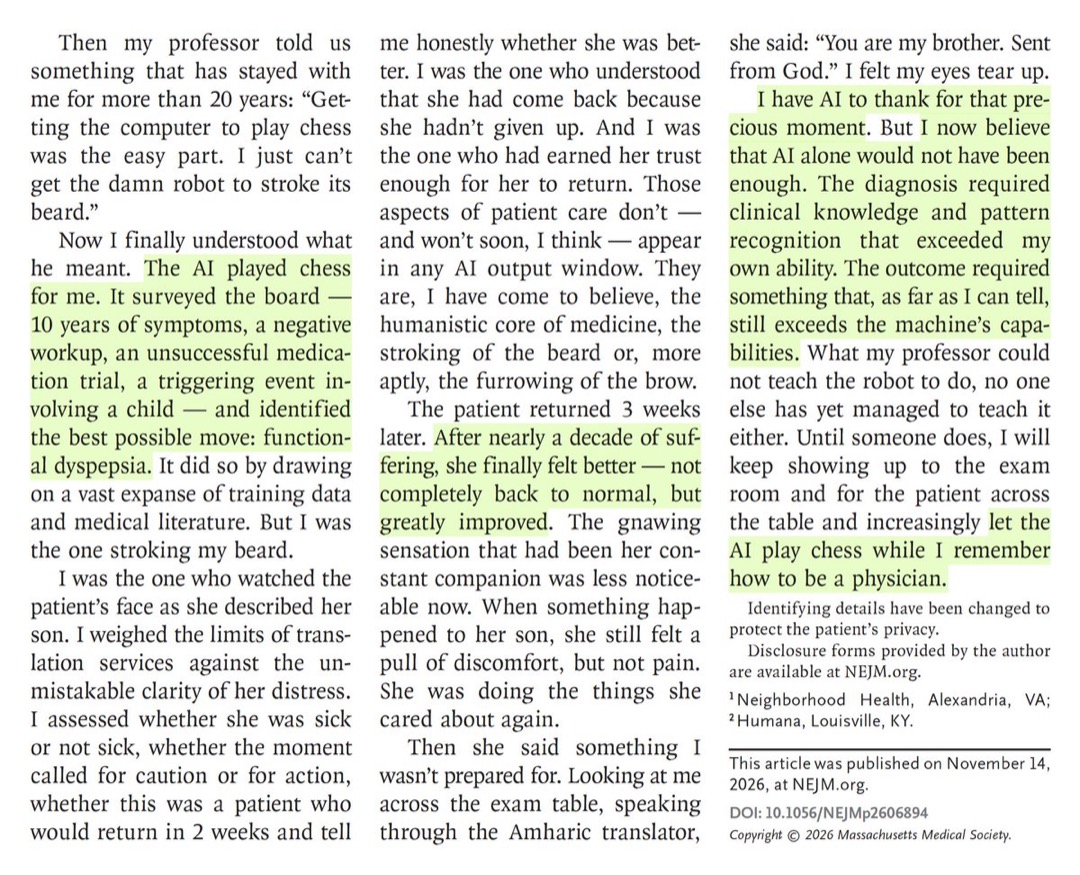 Then my professor told us
something that has stayed with
me for more than 20 years: “Get-
ting the computer to play chess
was the easy part. I just can’t
get the damn robot to stroke its
beard.”
Now I finally understood what
he meant. The AI played chess
for me. It surveyed the board —
10 years of symptoms, a negative
workup, an unsuccessful medica-
tion trial, a triggering event in-
volving a child — and identified
the best possible move: function-
al dyspepsia. It did so by drawing
on a vast expanse of training data
and medical literature. But I was
the one stroking my beard.
I was the one who watched the
patient’s face as she described her
son. I weighed the limits of trans-
lation services against the un-
mistakable clarity of her distress.
I assessed whether she was sick
or not sick, whether the moment
called for caution or for action,
whether this was a patient who
would return in 2 weeks and tell
me honestly whether she was bet-
ter. I was the one who understood
that she had come back because
she hadn’t given up. And I was
the one who had earned her trust
enough for her to return. Those
aspects of patient care don’t —
and won’t soon, I think — appear
in any AI output window. They
are, I have come to believe, the
humanistic core of medicine, the
stroking of the beard or, more
aptly, the furrowing of the brow.
The patient returned 3 weeks
later. After nearly a decade of suf-
fering, she finally felt better — not
completely back to normal, but
greatly improved. The gnawing
sensation that had been her con-
stant companion was less notice-
able now. When something hap-
pened to her son, she still felt a
pull of discomfort, but not pain.
She was doing the things she
cared about again.
Then she said something I
wasn’t prepared for. Looking at me
across the exam table, speaking
through the Amharic translator,
she said: “You are my brother. Sent
from God.” I felt my eyes tear up.
I have AI to thank for that pre-
cious moment. But I now believe
that AI alone would not have been
enough. The diagnosis required
clinical knowledge and pattern
recognition that exceeded my
own ability. The outcome required
something that, as far as I can tell,
still exceeds the machine’s capa-
bilities. What my professor could
not teach the robot to do, no one
else has yet managed to teach it
either. Until someone does, I will
keep showing up to the exam
room and for the patient across
the table and increasingly let the
AI play chess while I remember
how to be a physician.
Identifying details have been changed to
protect the patient’s privacy.
Disclosure forms provided by the author
are available at NEJM.org.
¹Neighborhood Health, Alexandria, VA;
²Humana, Louisville, KY.
This article was published on November 14,
2026, at NEJM.org.
DOI: 10.1056/NEJMp2606894
Copyright © 2026 Massachusetts Medical Society.